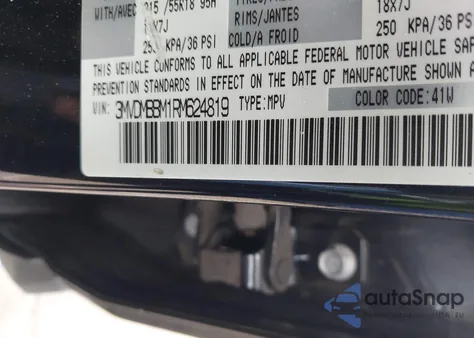 WITH/AVEC 215 /55R18 95H
18X7J
250 KPA/36 PSI
RIMS/JANTES
COLD/A FROID
18X7J
250 KPA/36 PSI
THIS VEHICLE CONFORMS TO ALL APPLICABLE FEDERAL MOTOR VEHICLE SAF
PREVENTION STANDARDS IN EFFECT ON THE DATE OF MANUFACTURE SHOWN A
VIN: 3MVDMBBM1RM624819 TYPE:MPV
COLOR CODE:41W
autoSnap